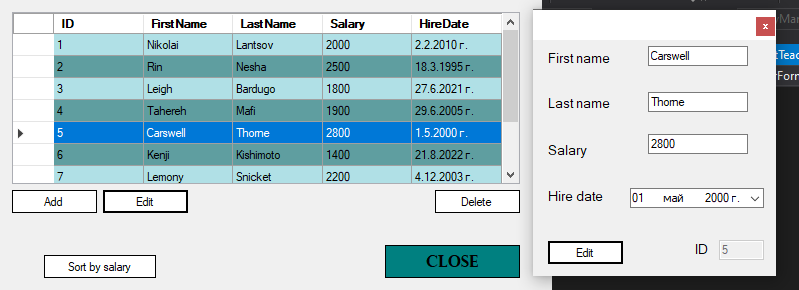 ID FirstName LastName Salary HireDate
1 Nikolai Lantsov 2000 2.2.2010 г.
2 Rin Nesha 2500 18.3.1995 г.
3 Leigh Bardugo 1800 27.6.2021 г.
4 Tahereh Mafi 1900 29.6.2005 г.
5 Carswell Thorne 2800 1.5.2000 г.
6 Kenji Kishimoto 1400 21.8.2022 г.
7 Lemony Snicket 2200 4.12.2003 г.
Add Edit Delete
Sort by salary CLOSE
x
First name Carswell
Last name Thorne
Salary 2800
Hire date 01 май 2000 г.
Edit ID 5